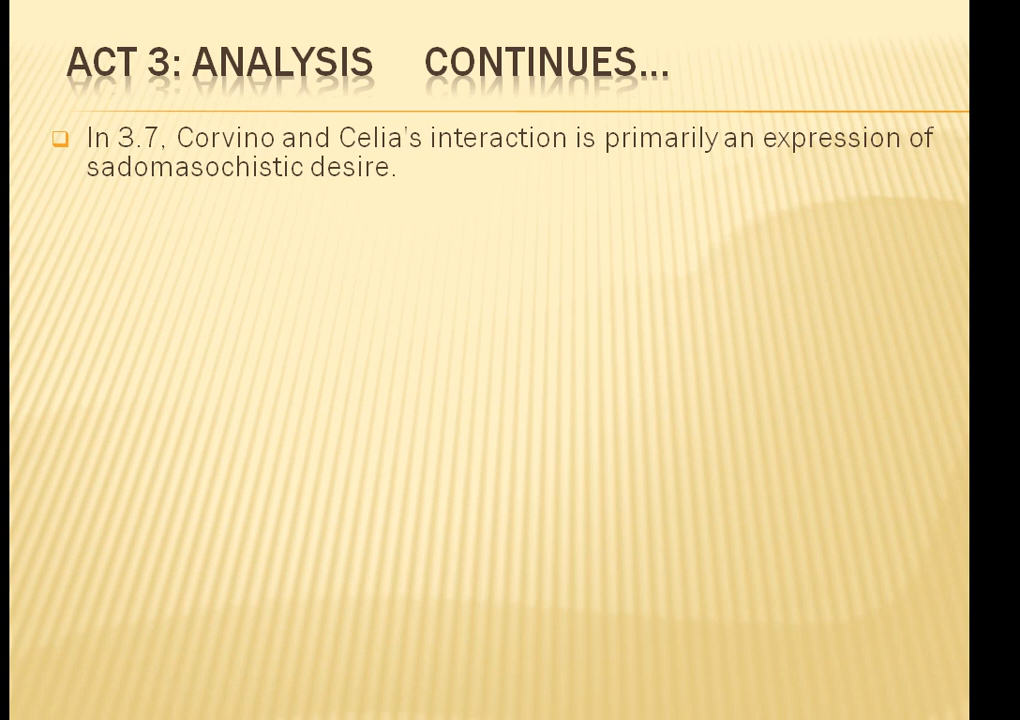 ACT 3: ANALYSIS CONTINUES...
In 3.7, Corvino and Celia's interaction is primarily an expression of
sadomasochistic desire.